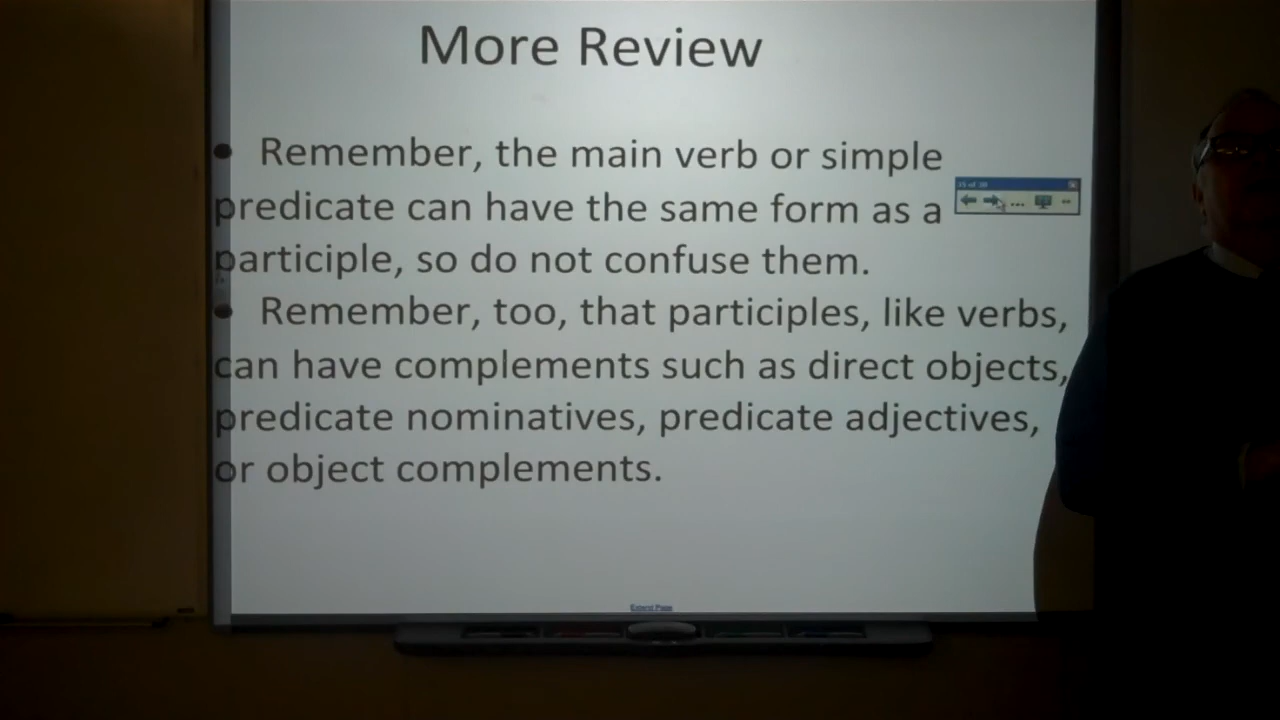 More Review
• Remember, the main verb or simple
predicate can have the same form as a
participle, so do not confuse them.
• Remember, too, that participles, like verbs,
can have complements such as direct objects,
predicate nominatives, predicate adjectives,
or object complements.